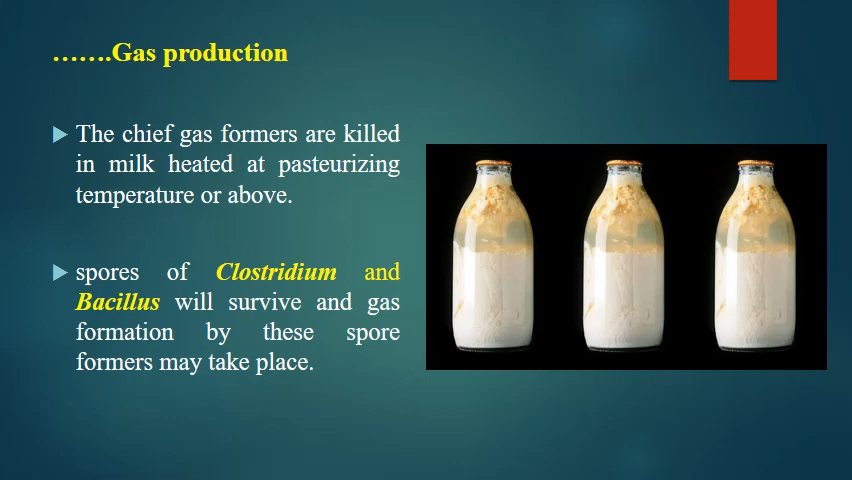 …….Gas production
The chief gas formers are killed
in milk heated at pasteurizing
temperature or above.
spores of Clostridium and
Bacillus will survive and gas
formation by these spore
formers may take place.